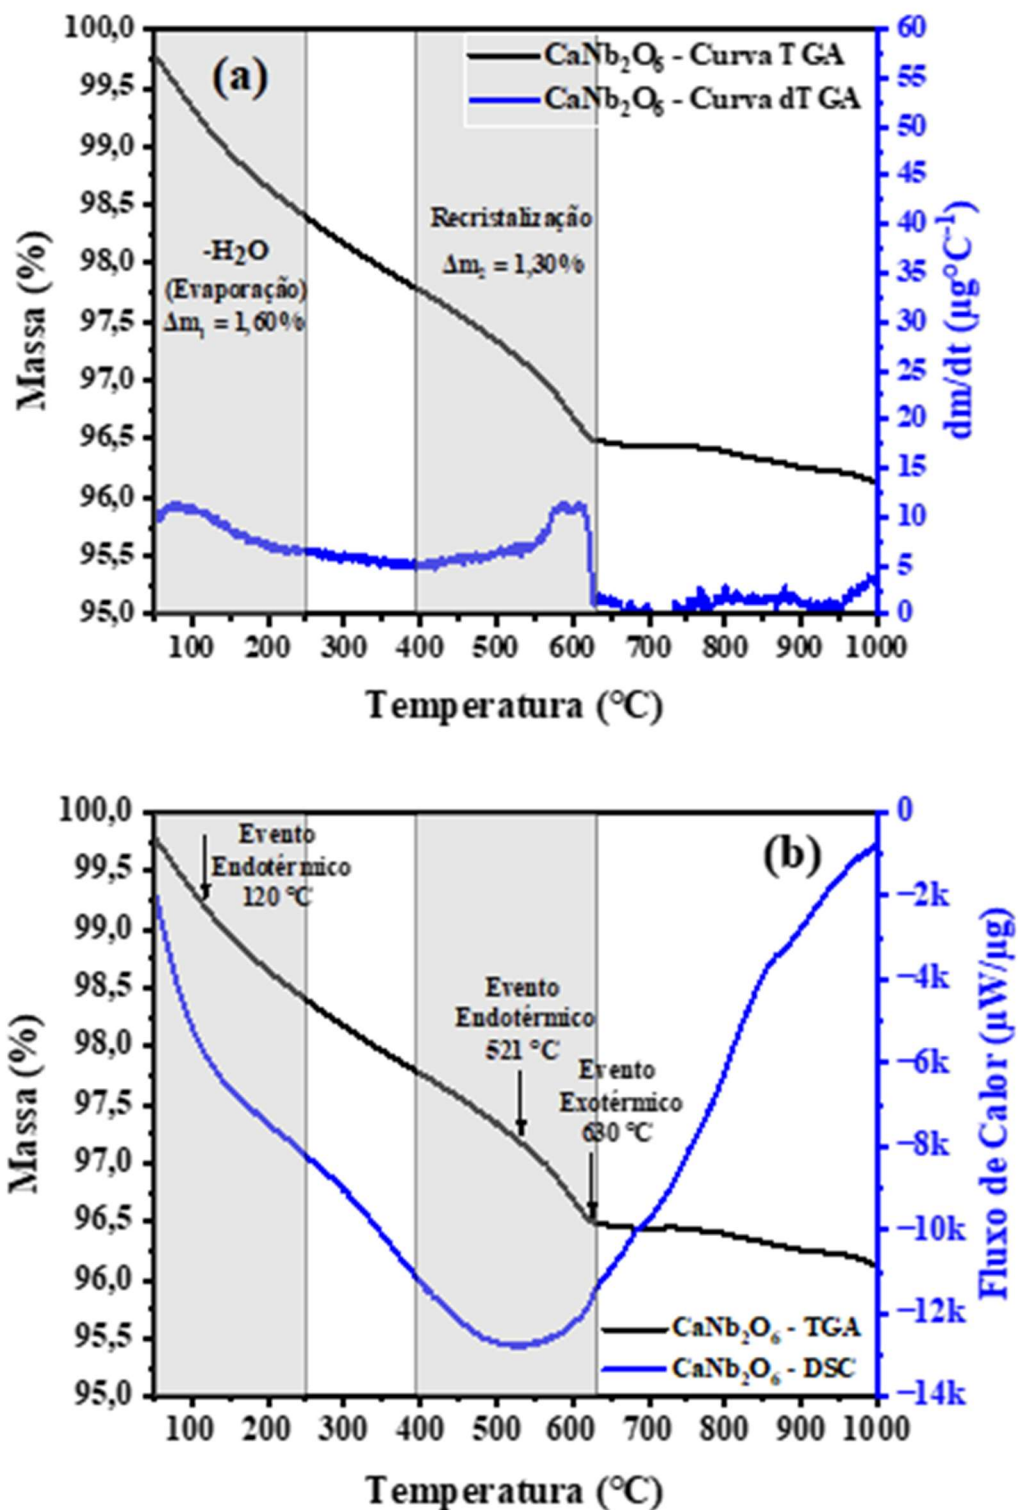 (a)
CaNb₂O₆ - Curva TGA
CaNb₂O₆ - Curva dTGA
100,0
99,5
99,0
98,5
98,0
97,5
97,0
96,5
96,0
95,5
95,0
Massa (%)
-H₂O
(Evaporação)
Δm₁ = 1,60%
Recristalização
Δm₂ = 1,30%
60
55
50
45
40
35
30
25
20
15
10
5
0
dm/dt (µg°C⁻¹)
100 200 300 400 500 600 700 800 900 1000
Temperatura (°C)
(b)
100,0
99,5
99,0
98,5
98,0
97,5
97,0
96,5
96,0
95,5
95,0
Massa (%)
Evento
Endotérmico
120 °C
Evento
Endotérmico
521 °C
Evento
Exotérmico
630 °C
CaNb₂O₆ - TGA
CaNb₂O₆ - DSC
0
−2k
−4k
−6k
−8k
−10k
−12k
−14k
Fluxo de Calor (µW/µg)
100 200 300 400 500 600 700 800 900 1000
Temperatura (°C)